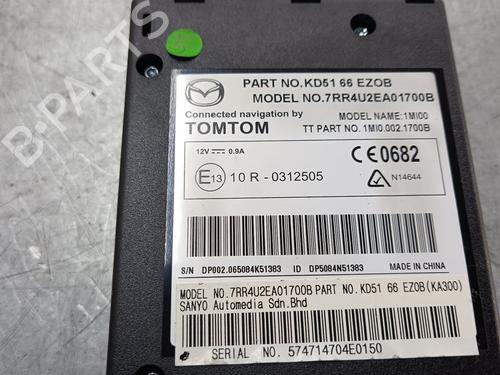 PART NO.KD51 66 EZ0B
MODEL NO.7RR4U2EA01700B
Connected navigation by
MODEL NAME:1MI00
TOMTOM
TT PART NO.1MI0.002.1700B
12V 0.9A
CE0682
E13 10 R - 0312505
N14644
S/N DP002.065084K51383 ID DP5084N51383 MADE IN CHINA
MODEL NO.7RR4U2EA01700B PART NO.KD51 66 EZ0B(KA300)
SANYO Automedia Sdn.Bhd
SERIAL NO. 574714704E0150